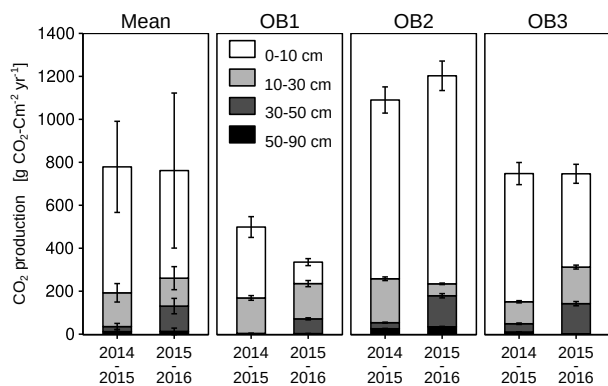 Mean OB1 OB2 OB3
CO₂ production [g CO₂-Cm⁻² yr⁻¹]
1400
1200
1000
800
600
400
200
0
0-10 cm
10-30 cm
30-50 cm
50-90 cm
2014 2015 2014 2015 2014 2015 2014 2015
- - - - - - - -
2015 2016 2015 2016 2015 2016 2015 2016